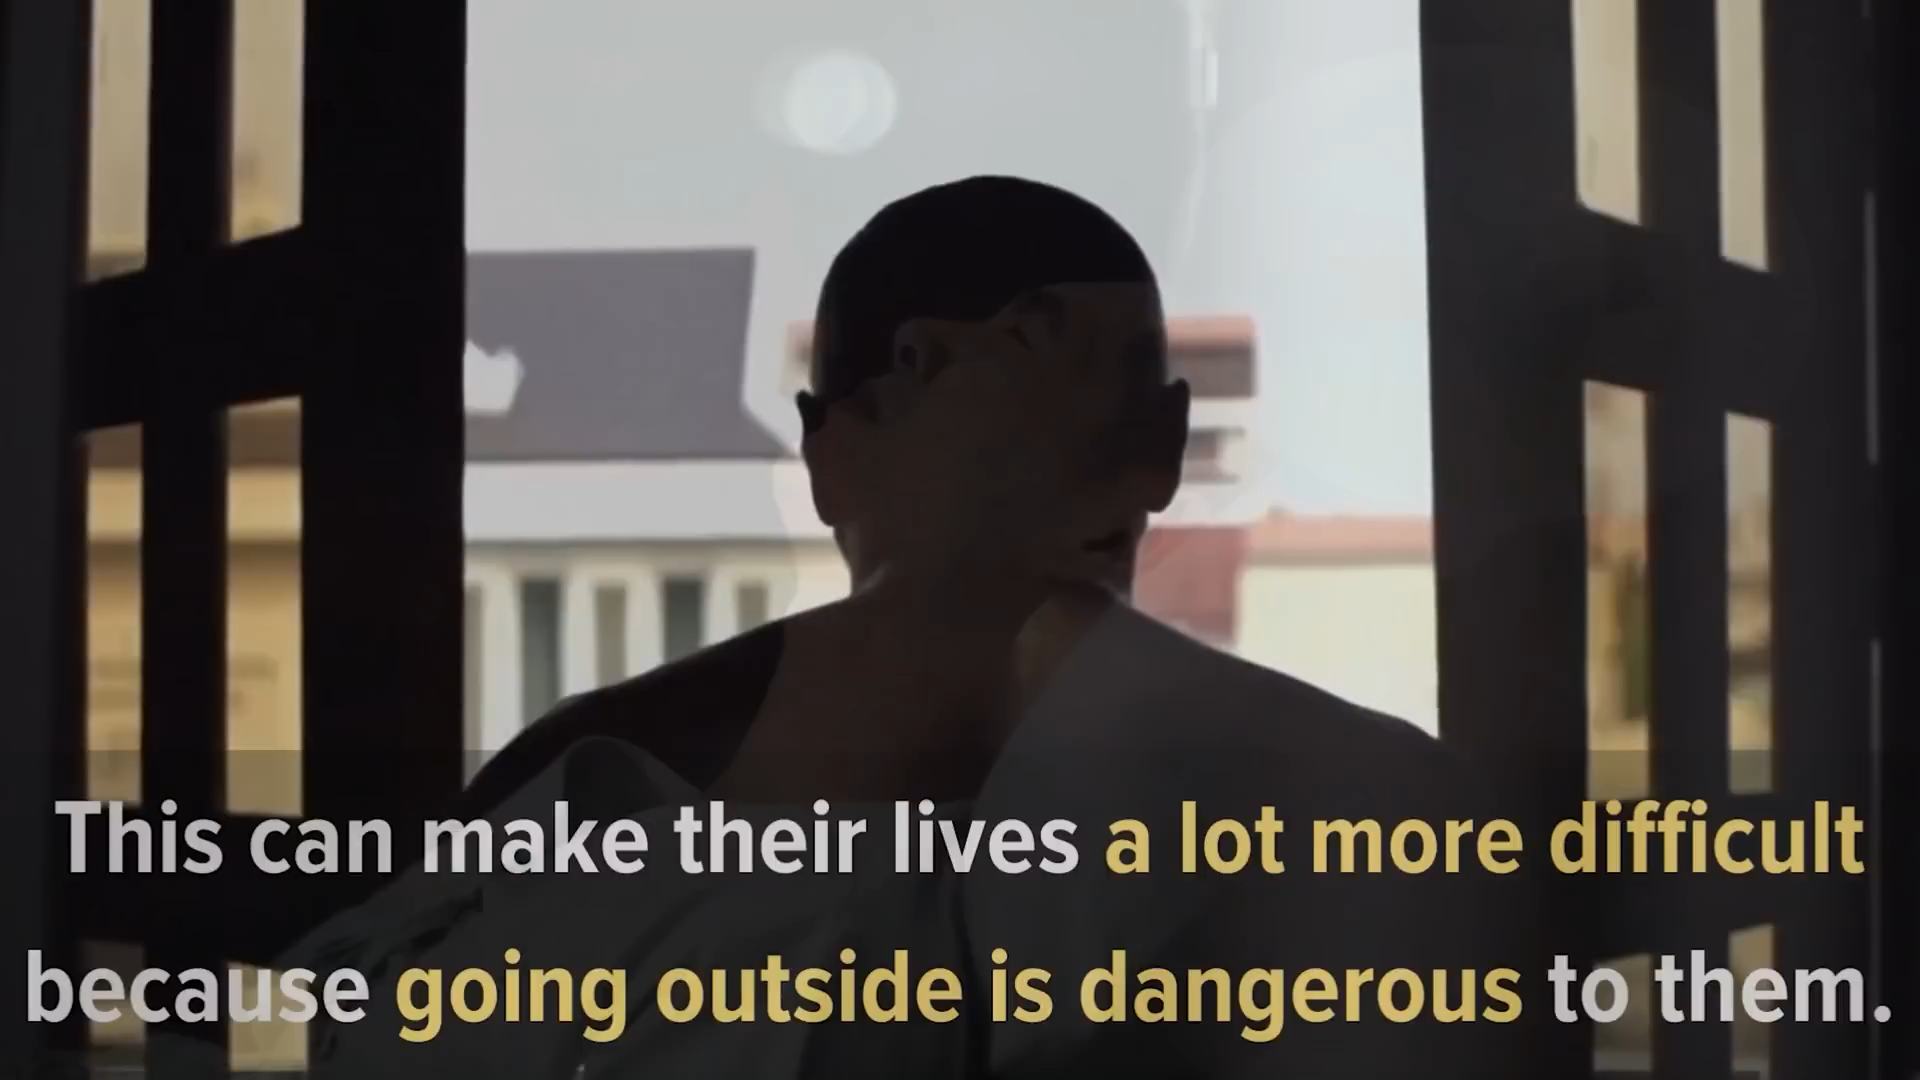 This can make their lives a lot more difficult
because going outside is dangerous to them.